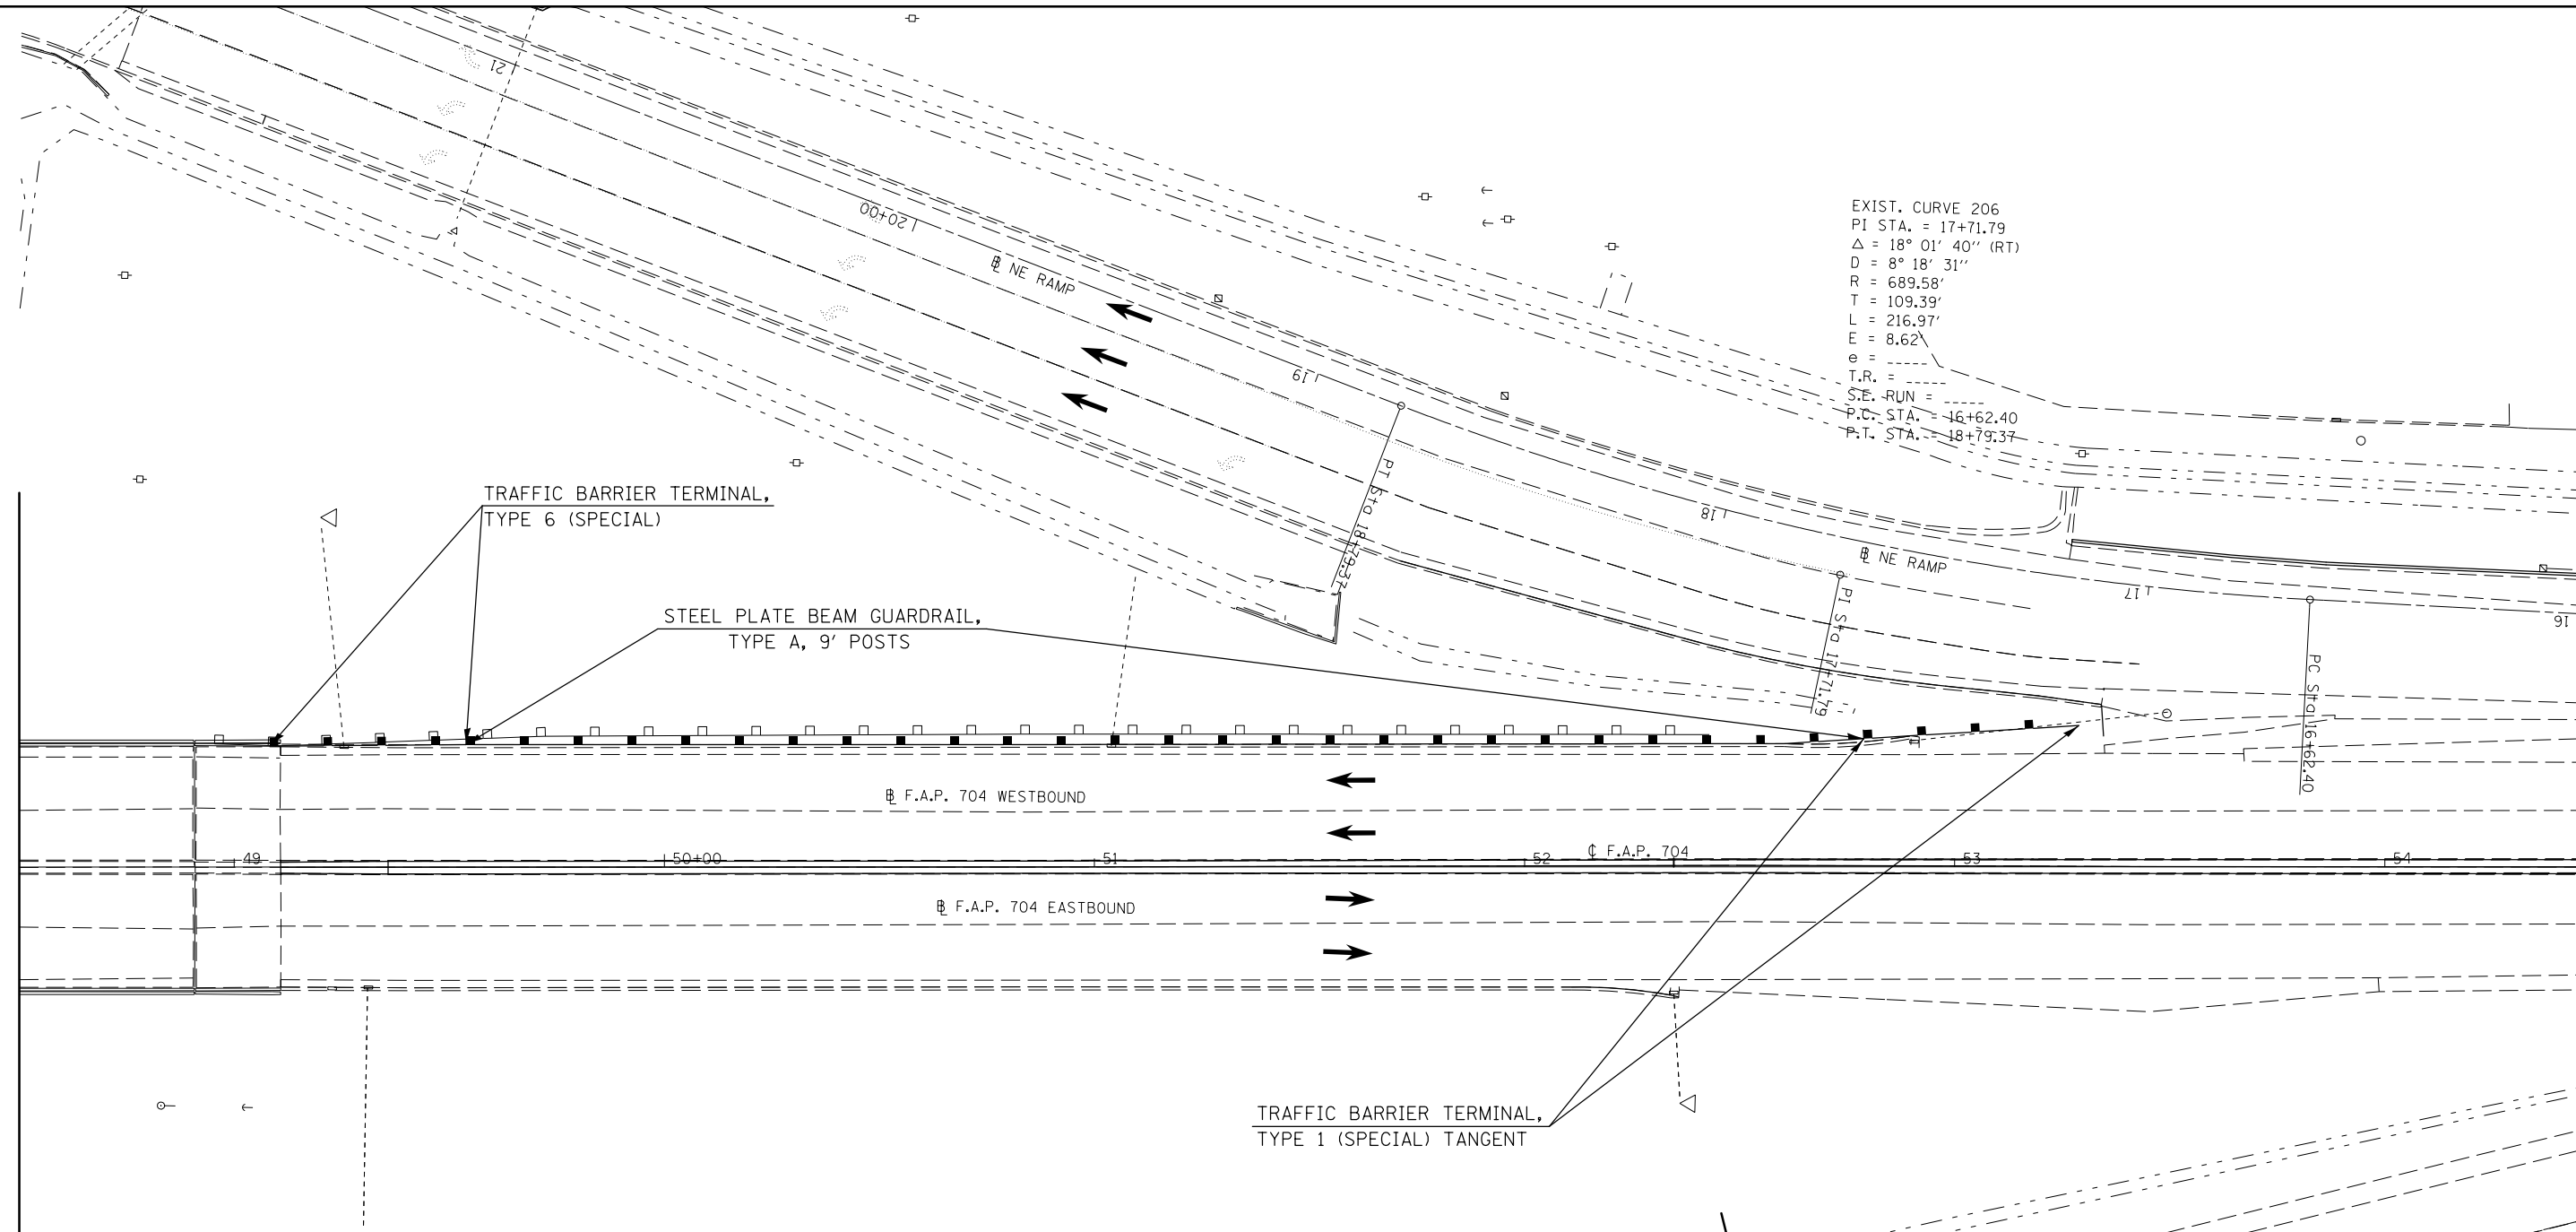 21
20+00
℄ NE RAMP
19
EXIST. CURVE 206
PI STA. = 17+71.79
Δ = 18° 01' 40'' (RT)
D = 8° 18' 31''
R = 689.58'
T = 109.39'
L = 216.97'
E = 8.62'
e = _____
T.R. = _____
S.E. RUN = _____
P.C. STA. = 16+62.40
P.T. STA. = 18+79.37
PT Sta 18+79.37
18
℄ NE RAMP
17
16
PI Sta 17+71.79
PC Sta 16+62.40
TRAFFIC BARRIER TERMINAL,
TYPE 6 (SPECIAL)
STEEL PLATE BEAM GUARDRAIL,
TYPE A, 9' POSTS
℄ F.A.P. 704 WESTBOUND
49
50+00
51
52
℄ F.A.P. 704
53
54
℄ F.A.P. 704 EASTBOUND
TRAFFIC BARRIER TERMINAL,
TYPE 1 (SPECIAL) TANGENT